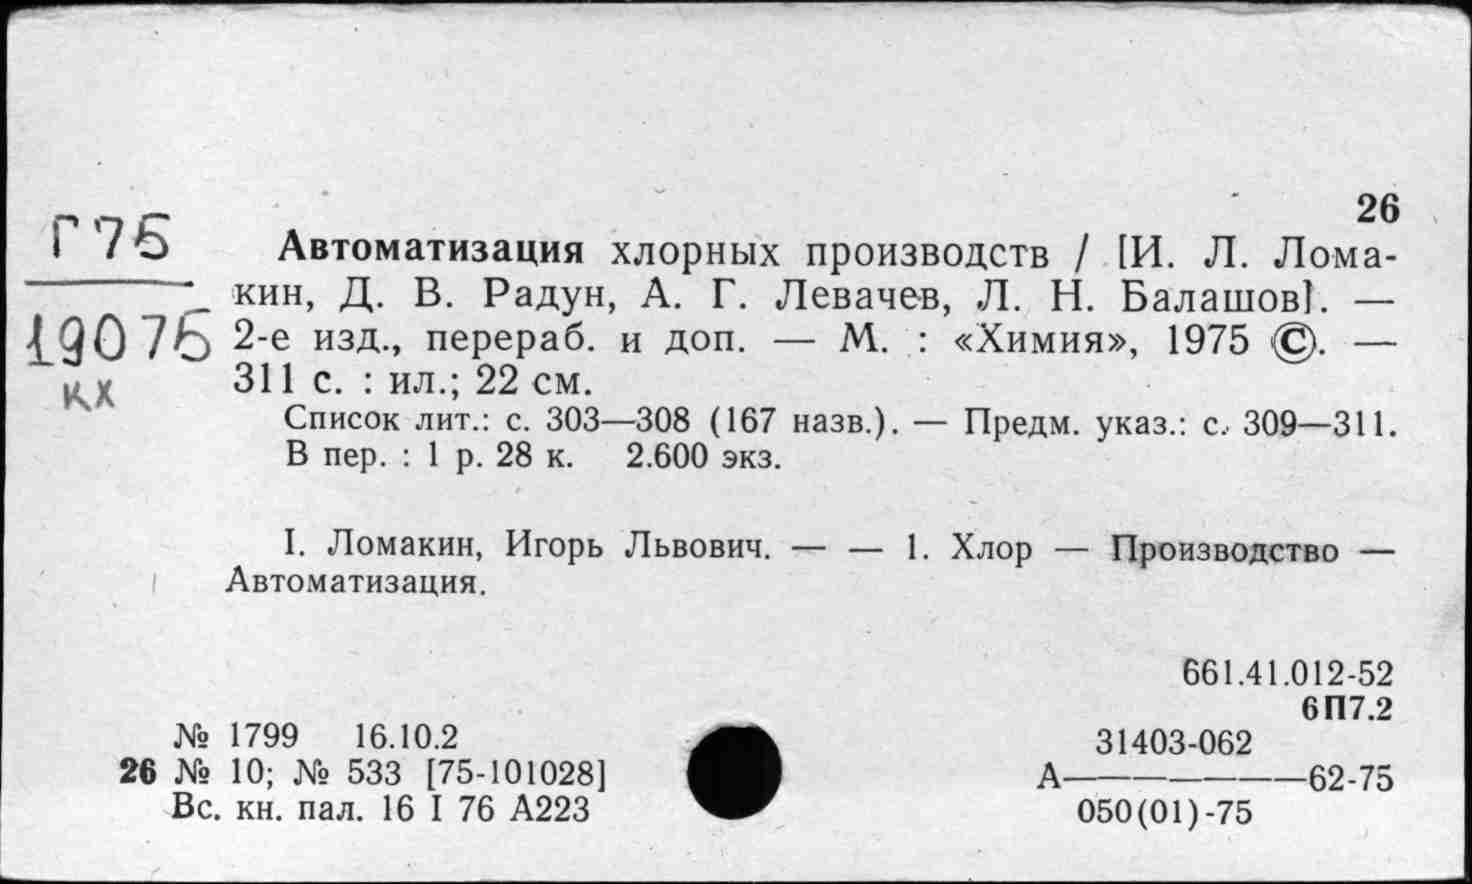 26
Г 76
Автоматизация хлорных производств / [И. Л. Лома-
кин, Д. В. Радун, А. Г. Левачев, Л. Н. Балашов]. —
19076
2-е изд., перераб. и доп. — М. : «Химия», 1975 ©. —
кх
311 с. : ил.; 22 см.
Список лит.: с. 303—308 (167 назв.). — Предм. указ.: с. 309—311.
В пер. : 1 р. 28 к. 2.600 экз.
I. Ломакин, Игорь Львович. — — 1. Хлор — Производство —
Автоматизация.
661.41.012-52
6П7.2
№ 1799 16.10.2
26 № 10; № 533 [75-101028]
Вс. кн. пал. 16 I 76 А223
31403-062
А————62-75
050(01)-75